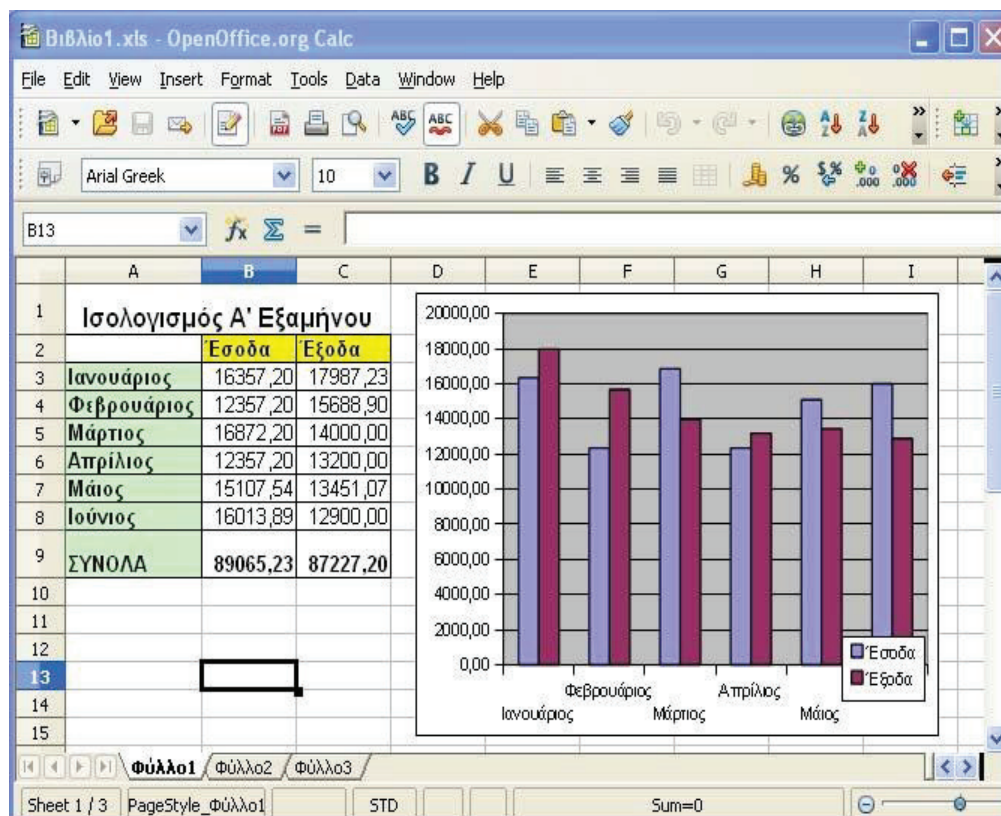 Βιβλίο1.xls - OpenOffice.org Calc
File Edit View Insert Format Tools Data Window Help
ABC ABC
Arial Greek 10 B I U %
B13 fx Σ =
A B C D E F G H I
1 Ισολογισμός Α' Εξαμήνου
2 Έσοδα Έξοδα
3 Ιανουάριος 16357,20 17987,23
4 Φεβρουάριος 12357,20 15688,90
5 Μάρτιος 16872,20 14000,00
6 Απρίλιος 12357,20 13200,00
7 Μάιος 15107,54 13451,07
8 Ιούνιος 16013,89 12900,00
9 ΣΥΝΟΛΑ 89065,23 87227,20
10
11
12
13
14
15
20000,00
18000,00
16000,00
14000,00
12000,00
10000,00
8000,00
6000,00
4000,00
2000,00
0,00
Έσοδα
Έξοδα
Φεβρουάριος Απρίλιος
Ιανουάριος Μάρτιος Μάιος
Φύλλο1 Φύλλο2 Φύλλο3
Sheet 1 / 3 PageStyle_Φύλλο1 STD Sum=0